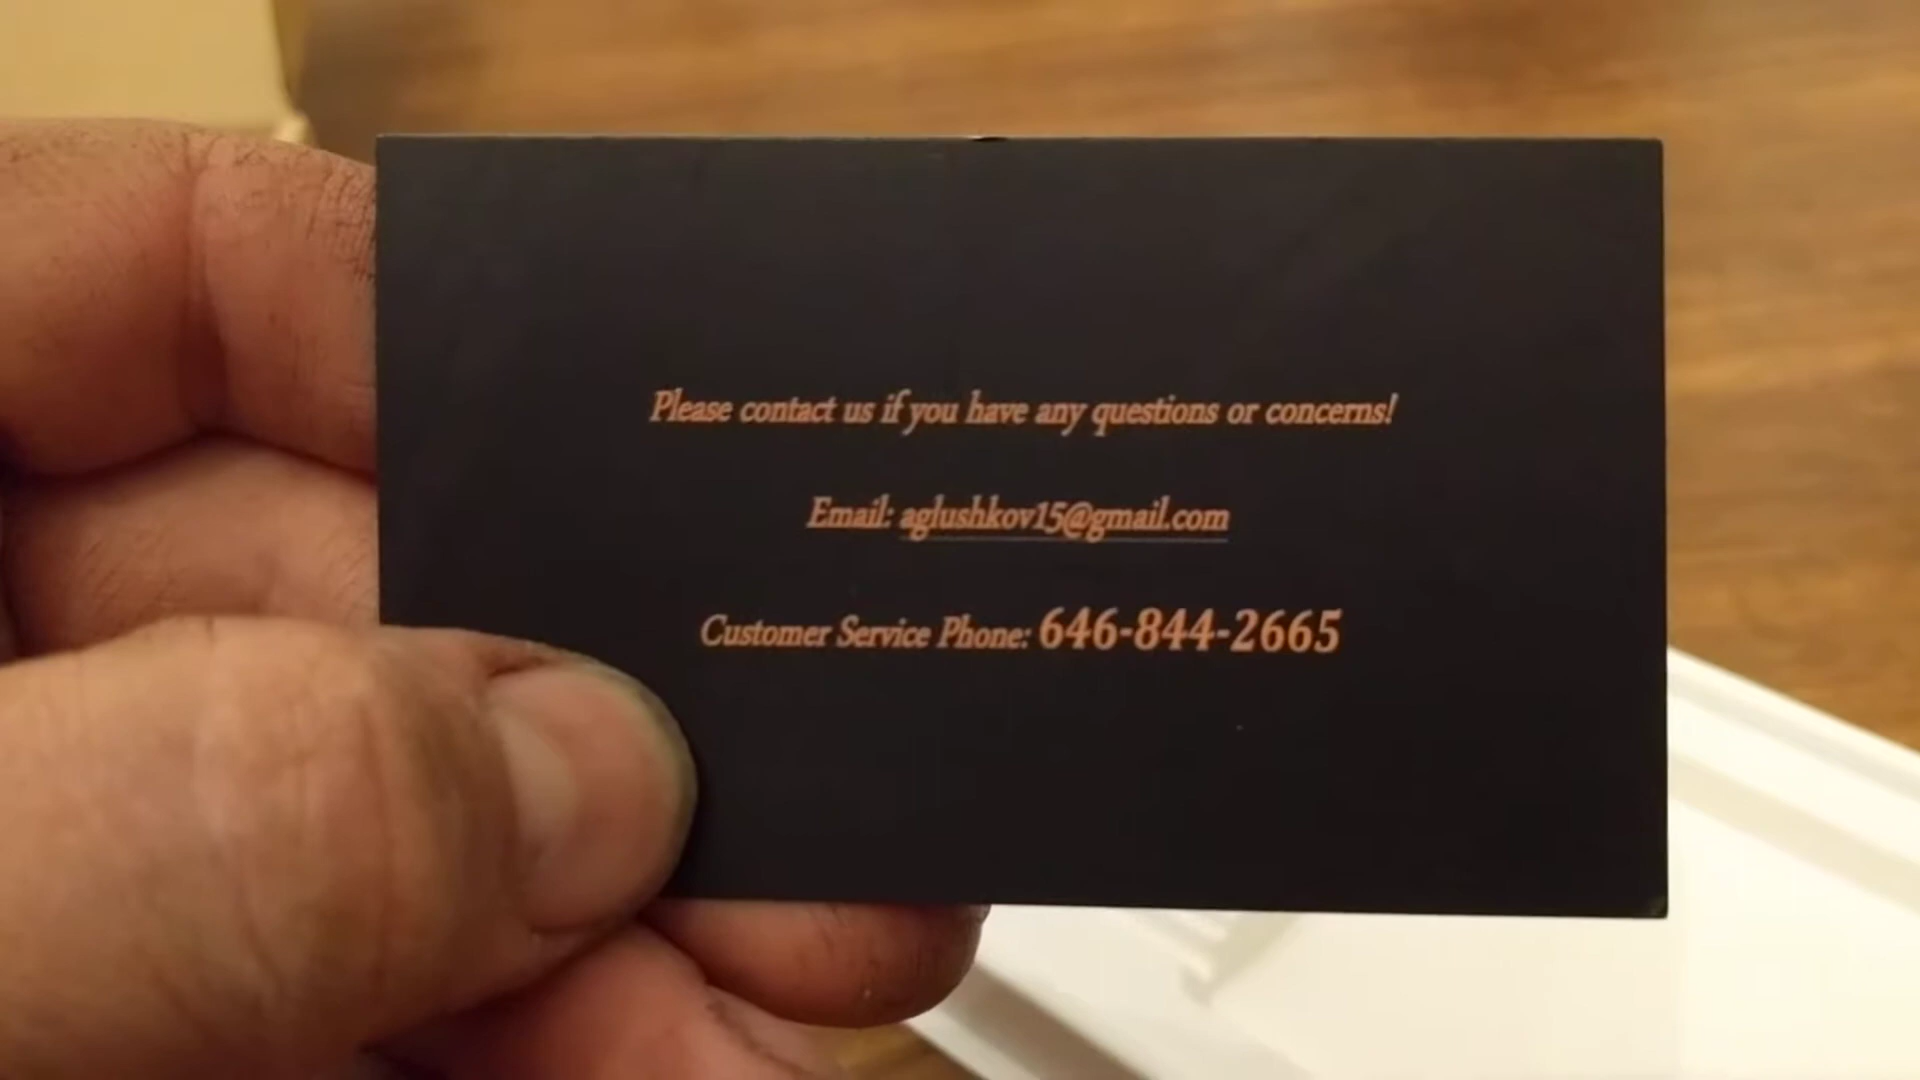 Please contact us if you have any questions or concerns!
Email: aglushkov15@gmail.com
Customer Service Phone: 646-844-2665